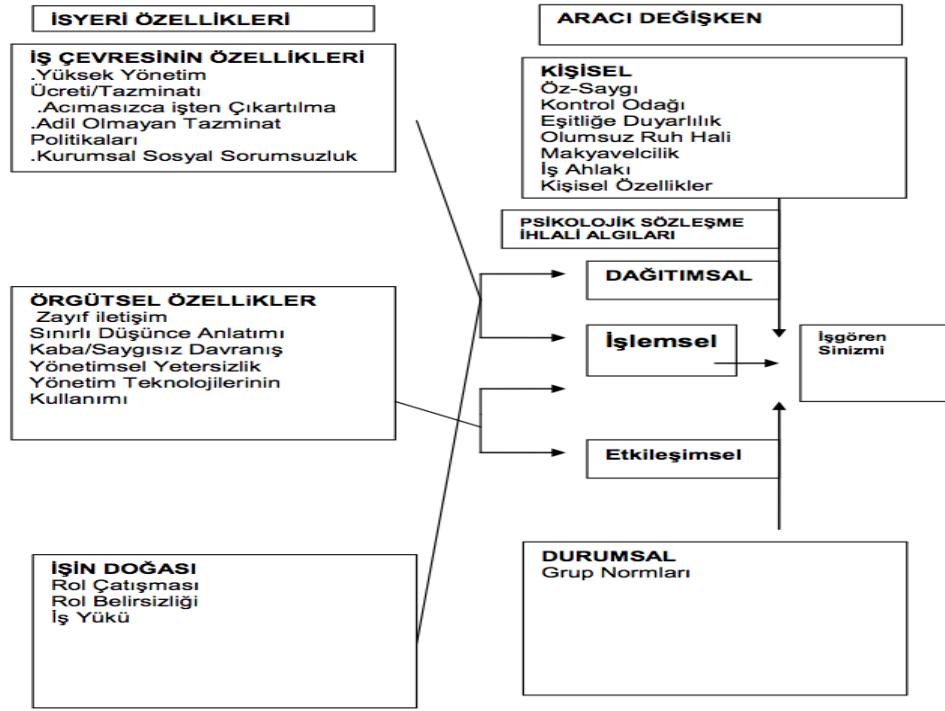 İSYERİ ÖZELLİKLERİ
İŞ ÇEVRESİNİN ÖZELLİKLERİ
.Yüksek Yönetim
Ücreti/Tazminatı
.Acımasızca işten Çıkartılma
.Adil Olmayan Tazminat
Politikaları
.Kurumsal Sosyal Sorumsuzluk
ÖRGÜTSEL ÖZELLiKLER
Zayıf iletişim
Sınırlı Düşünce Anlatımı
Kaba/Saygısız Davranış
Yönetimsel Yetersizlik
Yönetim Teknolojilerinin
Kullanımı
İŞİN DOĞASI
Rol Çatışması
Rol Belirsizliği
İş Yükü
ARACI DEĞİŞKEN
KİŞİSEL
Öz-Saygı
Kontrol Odağı
Eşitliğe Duyarlılık
Olumsuz Ruh Hali
Makyavelcilik
İş Ahlakı
Kişisel Özellikler
PSİKOLOJİK SÖZLEŞME
İHLALİ ALGILARI
DAĞITIMSAL
İşlemsel
Etkileşimsel
İşgören
Sinizmi
DURUMSAL
Grup Normları